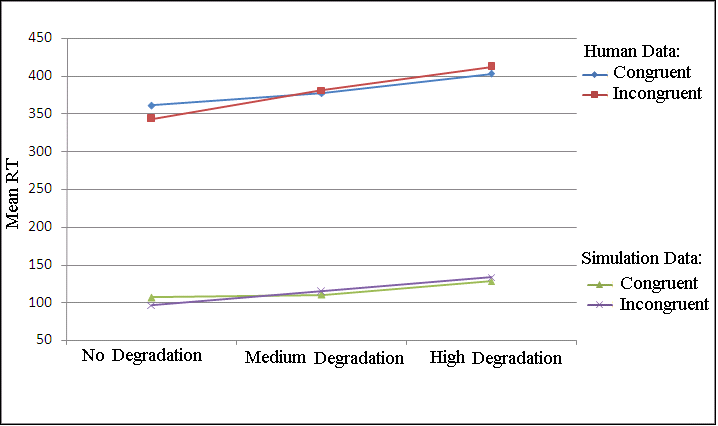 450
400
350
300
250
200
150
100
50
Mean RT
No Degradation
Medium Degradation
High Degradation
Human Data:
Congruent
Incongruent
Simulation Data:
Congruent
Incongruent